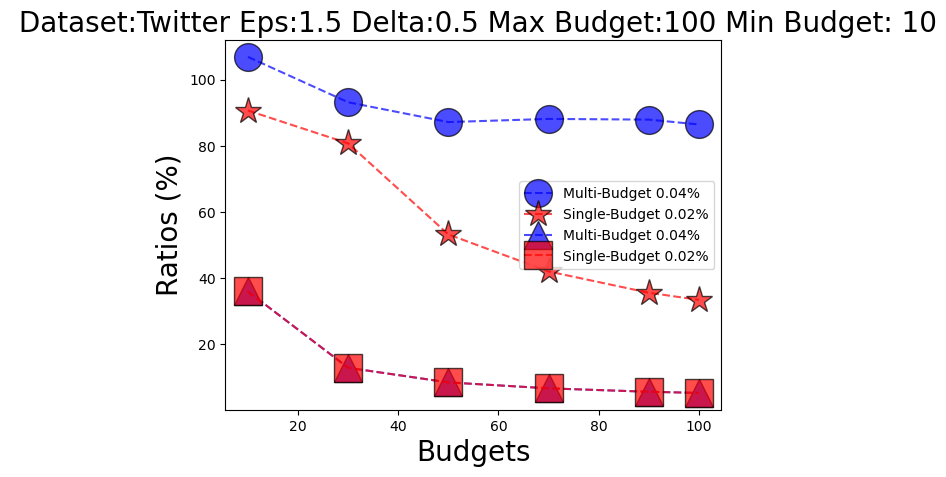 Dataset:Twitter Eps:1.5 Delta:0.5 Max Budget:100 Min Budget: 10
Ratios (%)
100
80
60
40
20
Multi-Budget 0.04%
Single-Budget 0.02%
Multi-Budget 0.04%
Single-Budget 0.02%
20 40 60 80 100
Budgets